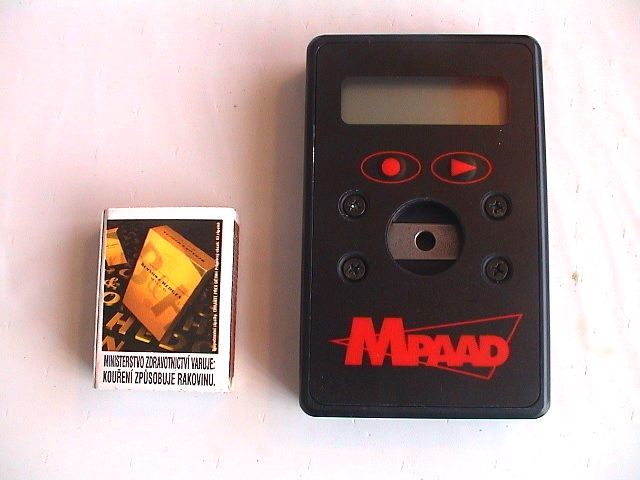 MINISTERSTVO ZDRAVOTNICTVÍ VARUJE:
KOUŘENÍ ZPŮSOBUJE RAKOVINU.
MPAAD